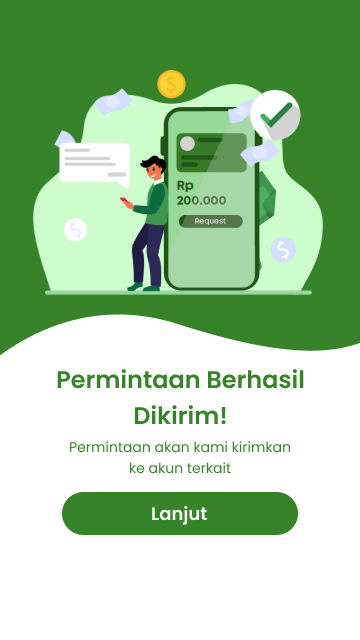 Rp
200.000
Request
Permintaan Berhasil
Dikirim!
Permintaan akan kami kirimkan
ke akun terkait
Lanjut